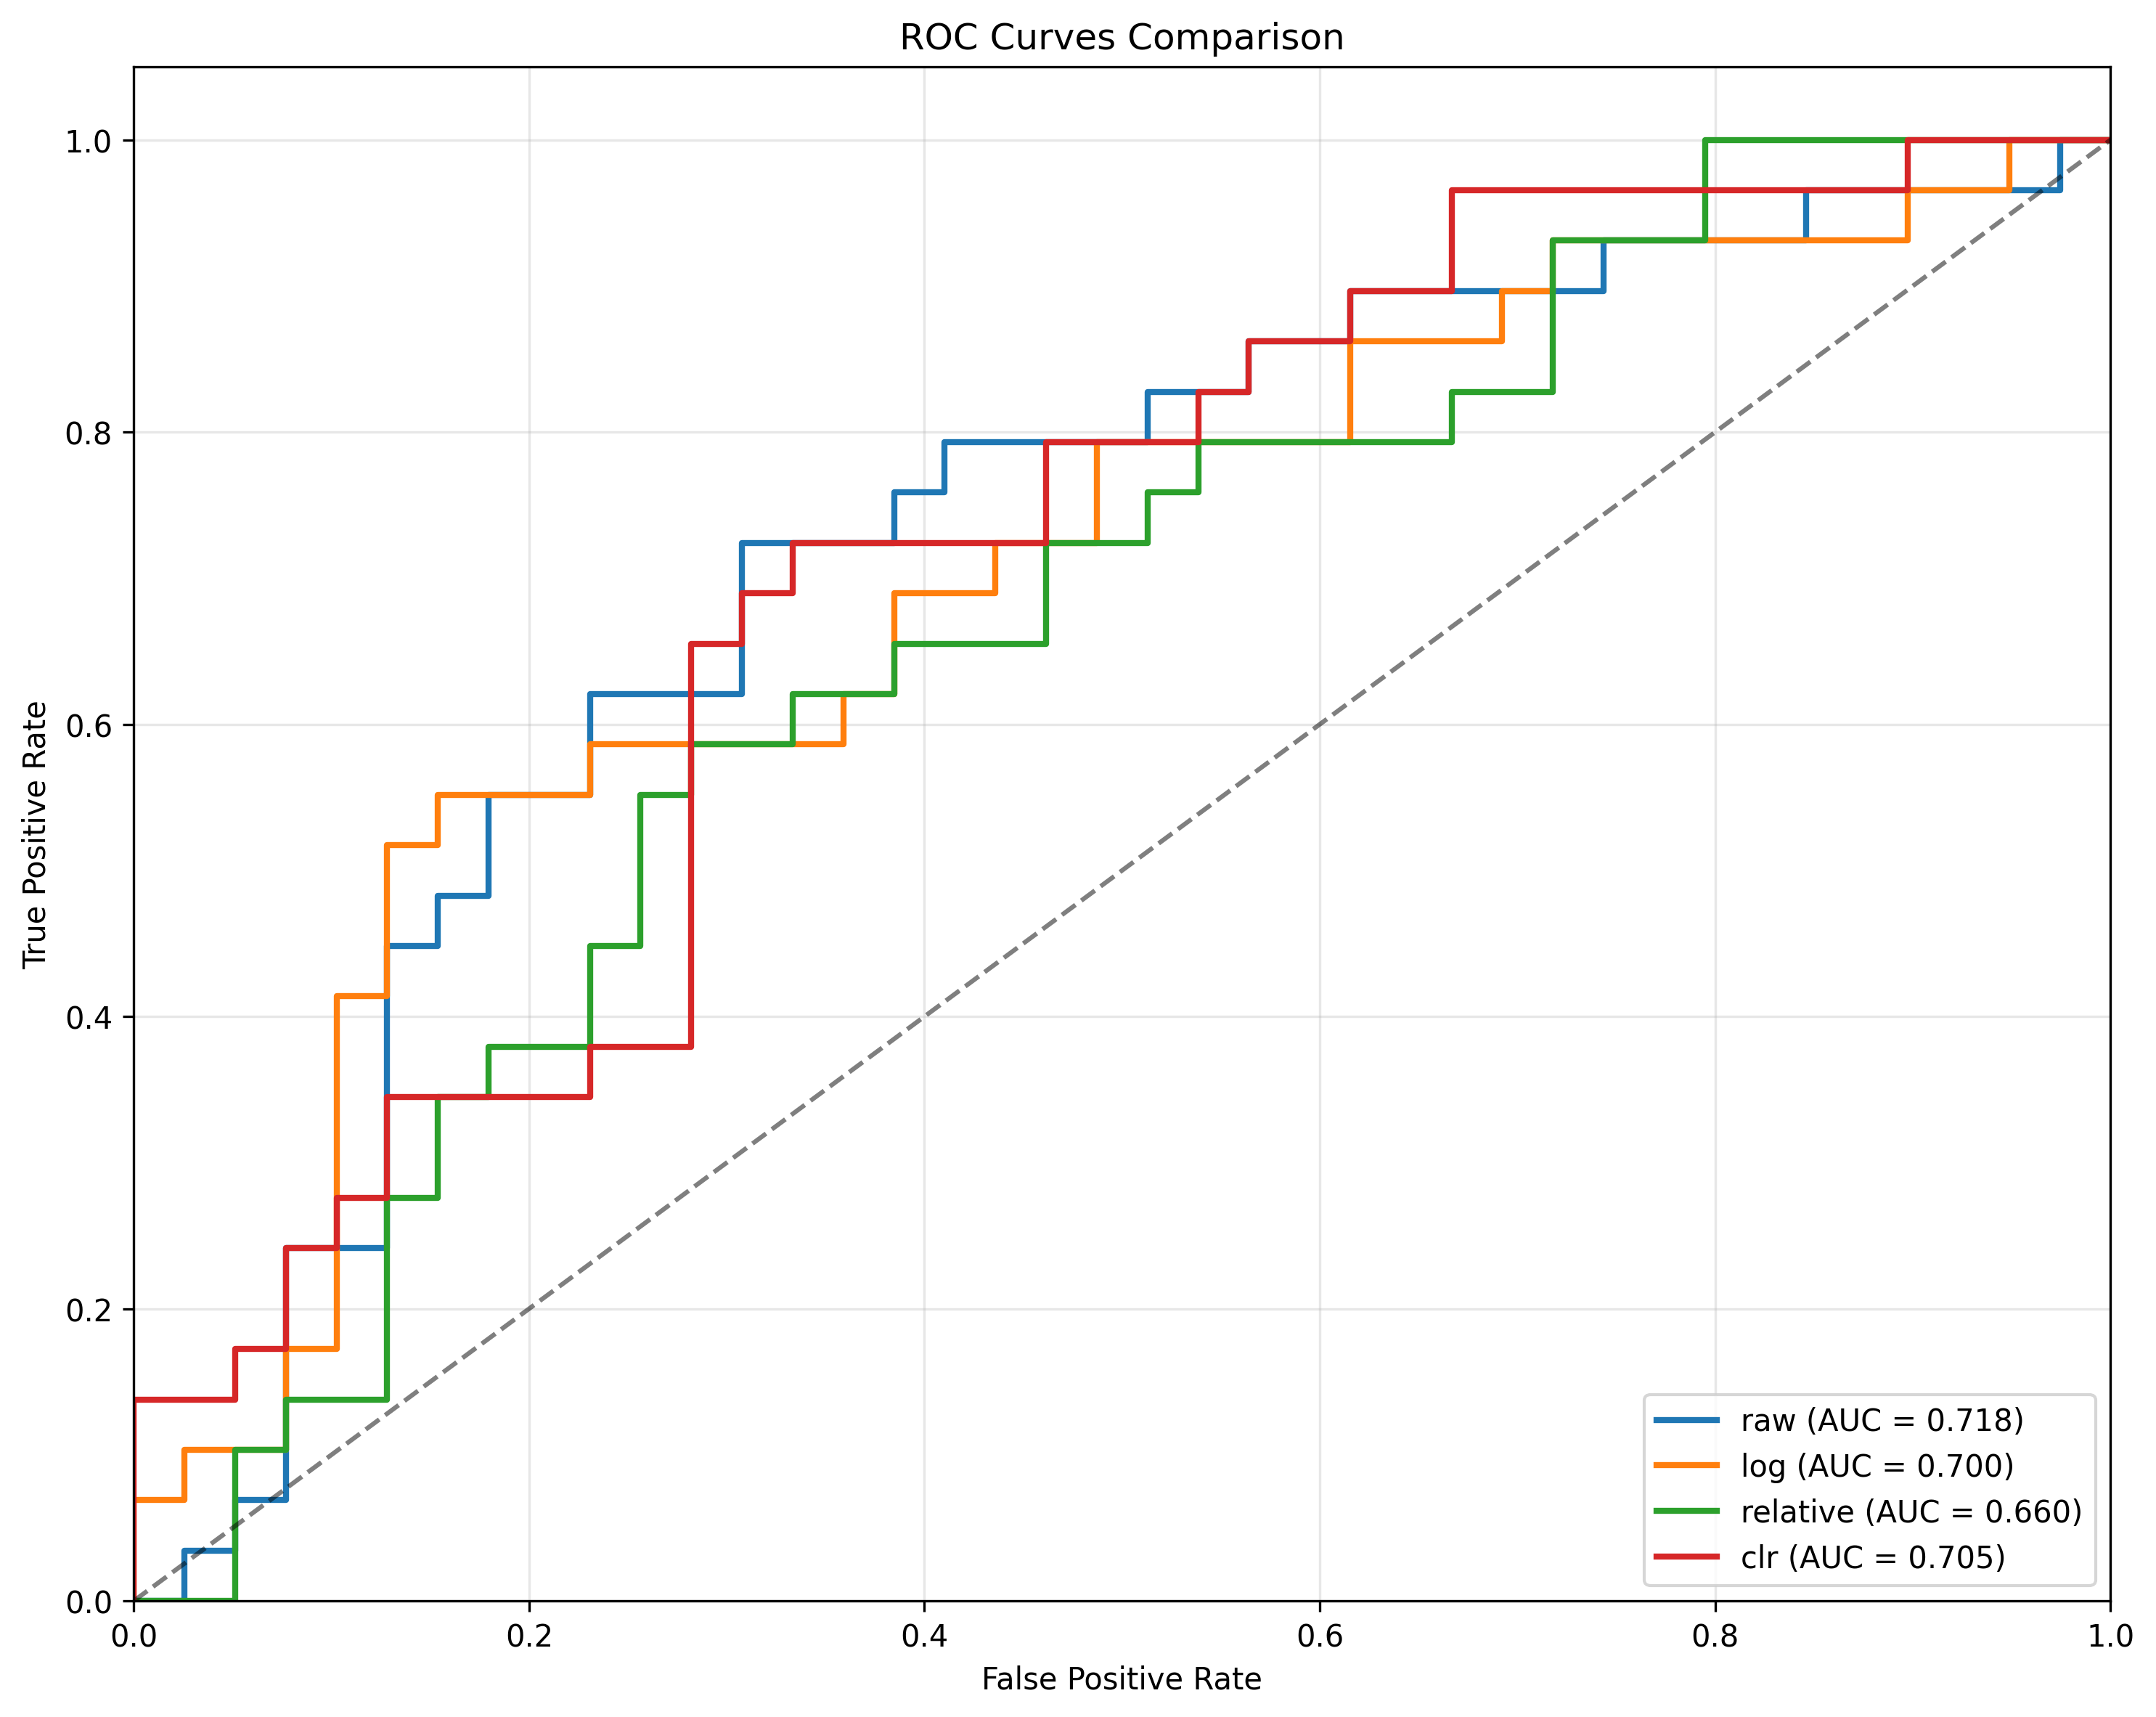 ROC Curves Comparison
1.0
0.8
0.6
0.4
0.2
0.0
True Positive Rate
0.0 0.2 0.4 0.6 0.8 1.0
False Positive Rate
raw (AUC = 0.718)
log (AUC = 0.700)
relative (AUC = 0.660)
clr (AUC = 0.705)